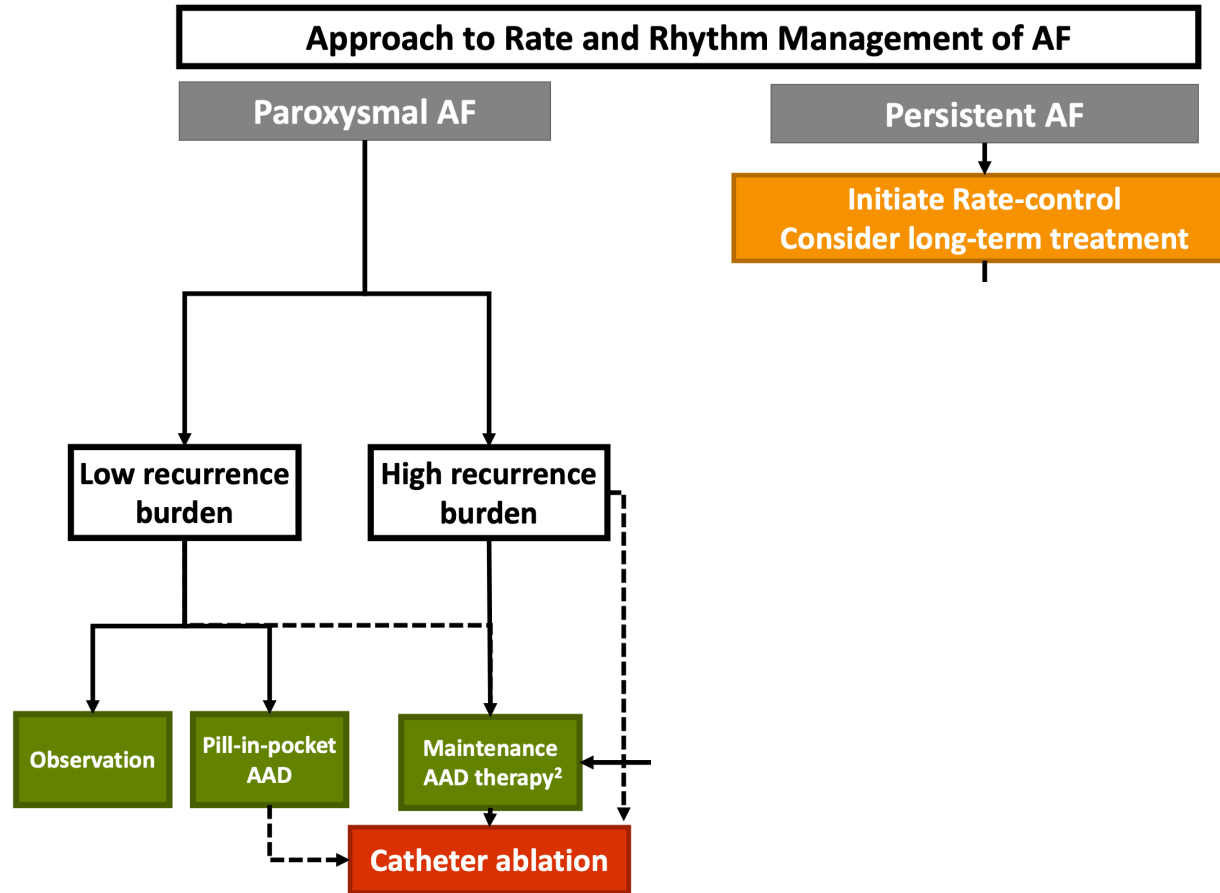 Approach to Rate and Rhythm Management of AF
Paroxysmal AF
Persistent AF
Initiate Rate-control
Consider long-term treatment
Low recurrence
burden
High recurrence
burden
Observation
Pill-in-pocket
AAD
Maintenance
AAD therapy²
Catheter ablation